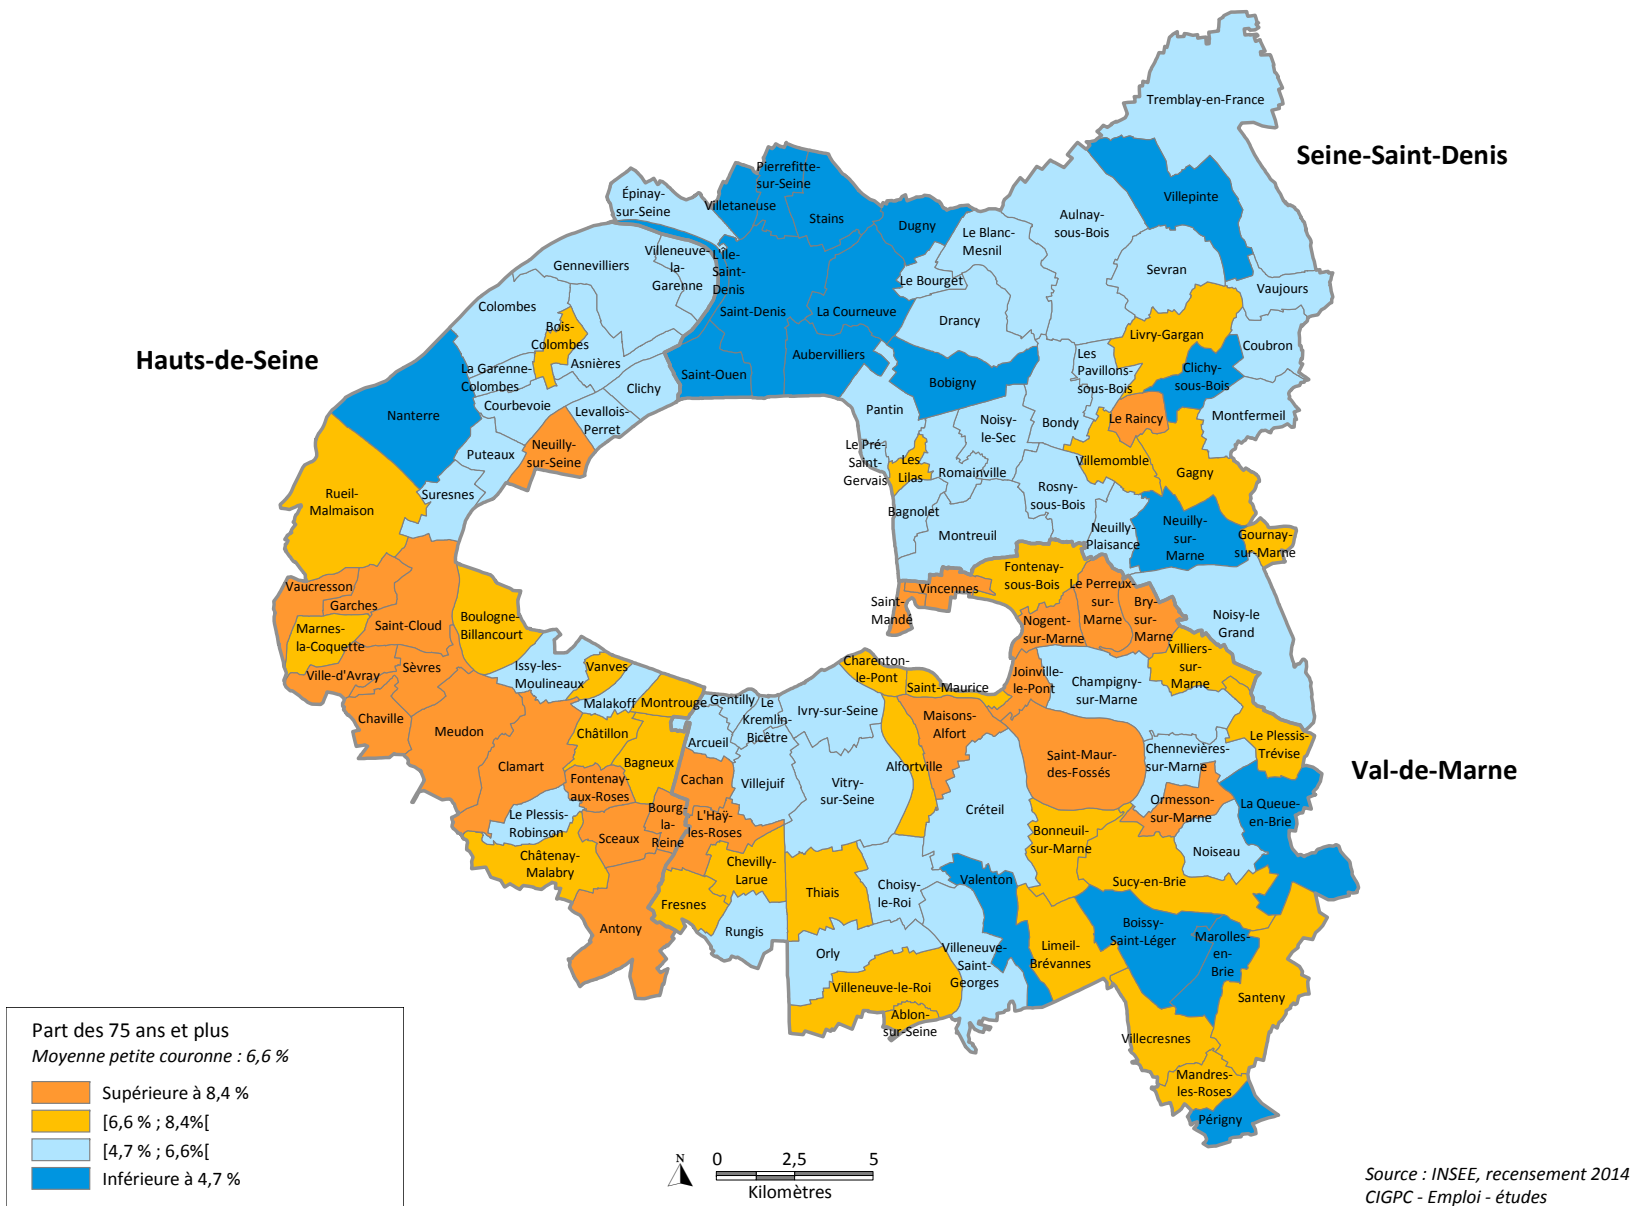 Tremblay-en-France
Seine-Saint-Denis
Villepinte
Pierrefitte-
sur-Seine
Épinay-
sur-Seine
Villetaneuse
Stains
Dugny
Le Blanc-
Mesnil
Aulnay-
sous-Bois
Sevran
Vaujours
Gennevilliers
Villeneuve-
la-
Garenne
L'Île-
Saint-
Denis
Le Bourget
Colombes
Saint-Denis
La Courneuve
Drancy
Livry-Gargan
Coubron
Bois-
Colombes
Hauts-de-Seine
La Garenne-
Colombes
Asnières
Aubervilliers
Les
Pavillons-
sous-Bois
Clichy-
sous-Bois
Saint-Ouen
Bobigny
Clichy
Nanterre
Courbevoie
Levallois-
Perret
Pantin
Noisy-
le-Sec
Bondy
Le Raincy
Montfermeil
Puteaux
Neuilly-
sur-Seine
Le Pré-
Saint-
Gervais
Les
Lilas
Romainville
Villemomble
Gagny
Rueil-
Malmaison
Suresnes
Rosny-
sous-Bois
Bagnolet
Montreuil
Neuilly-
Plaisance
Neuilly-
sur-
Marne
Gournay-
sur-Marne
Vaucresson
Garches
Saint-Cloud
Marnes-
la-Coquette
Boulogne-
Billancourt
Saint-
Mandé
Vincennes
Fontenay-
sous-Bois
Le Perreux-
sur-
Marne
Bry-
sur-
Marne
Noisy-le
Grand
Nogent-
sur-Marne
Ville-d'Avray
Sèvres
Issy-les-
Moulineaux
Vanves
Charenton-
le-Pont
Saint-Maurice
Joinville-
le-Pont
Champigny-
sur-Marne
Villiers-
sur-
Marne
Chaville
Meudon
Malakoff
Montrouge
Gentilly
Le
Kremlin-
Bicêtre
Ivry-sur-Seine
Maisons-
Alfort
Clamart
Châtillon
Bagneux
Arcueil
Alfortville
Saint-Maur-
des-Fossés
Chennevières-
sur-Marne
Le Plessis-
Trévise
Val-de-Marne
Fontenay-
aux-Roses
Cachan
Villejuif
Vitry-
sur-Seine
Créteil
Ormesson-
sur-Marne
La Queue-
en-Brie
Le Plessis-
Robinson
Sceaux
Bourg-
la-
Reine
L'Haÿ-
les-Roses
Bonneuil-
sur-Marne
Noiseau
Châtenay-
Malabry
Chevilly-
Larue
Thiais
Choisy-
le-Roi
Valenton
Sucy-en-Brie
Antony
Fresnes
Rungis
Orly
Villeneuve-
Saint-
Georges
Limeil-
Brévannes
Boissy-
Saint-Léger
Marolles-
en-
Brie
Villeneuve-le-Roi
Ablon-
sur-Seine
Santeny
Villecresnes
Mandres-
les-Roses
Périgny
Part des 75 ans et plus
Moyenne petite couronne : 6,6 %
Supérieure à 8,4 %
[6,6 % ; 8,4%[
[4,7 % ; 6,6%[
Inférieure à 4,7 %
N
0 2,5 5
Kilomètres
Source : INSEE, recensement 2014
CIGPC - Emploi - études